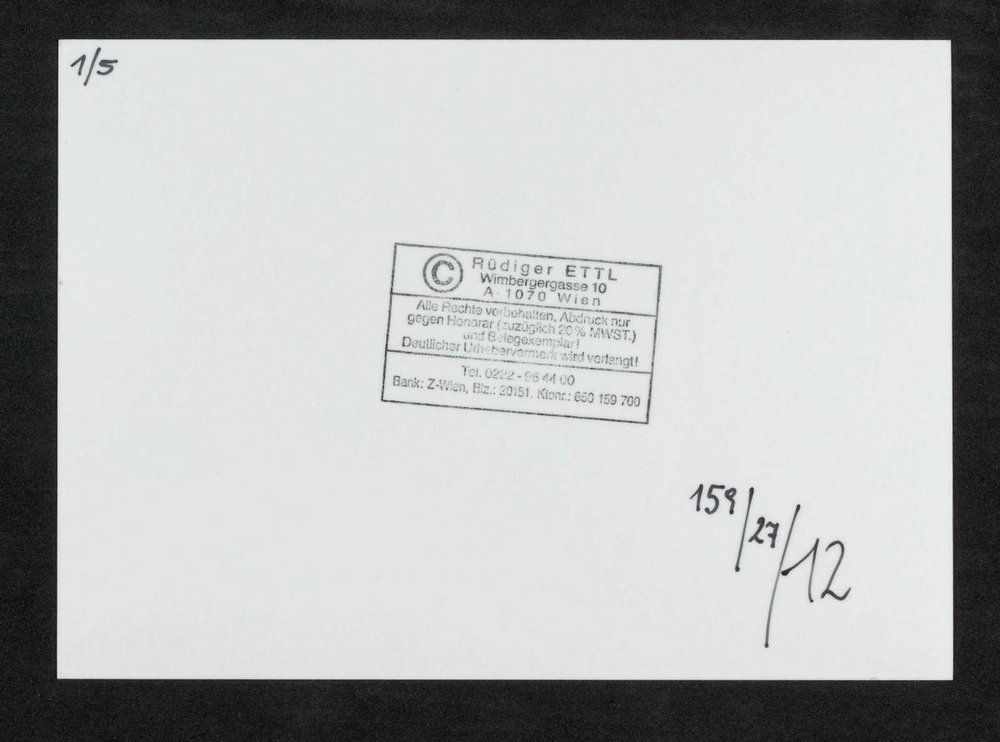 1/5
© Rüdiger ETTL
Wimbergergasse 10
A-1070 Wien
Alle Rechte vorbehalten, Abdruck nur
gegen Honorar (zuzüglich 20% MWST.)
und Belegexemplar!
Deutlicher Urhebervermerk wird verlangt!
Tel. 0222 - 96 44 00
Bank: Z-Wien, Blz.: 20151. Ktonr.: 650 159 700
159/27/12